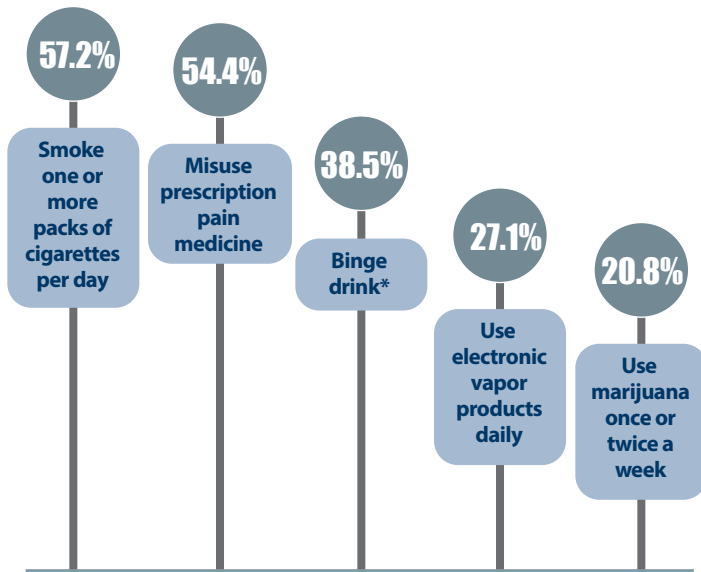 57.2%
Smoke
one or
more
packs of
cigarettes
per day
54.4%
Misuse
prescription
pain
medicine
38.5%
Binge
drink*
27.1%
Use
electronic
vapor
products
daily
20.8%
Use
marijuana
once or
twice a
week